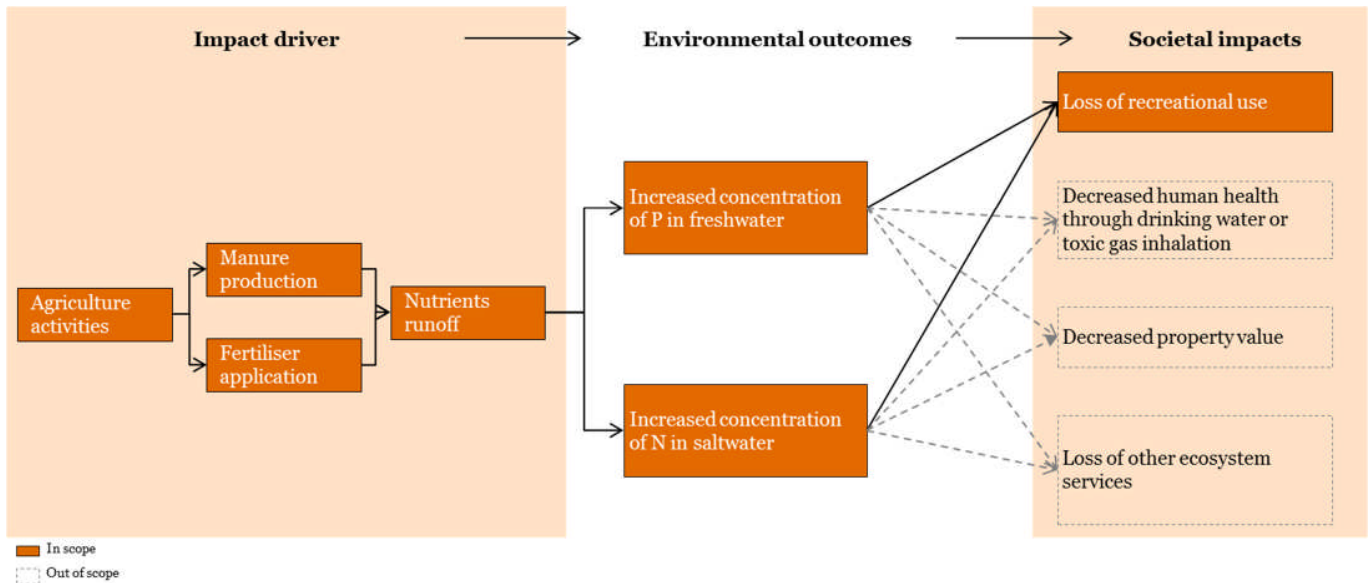 Impact driver
Environmental outcomes
Societal impacts
Agriculture
activities
Manure
production
Fertiliser
application
Nutrients
runoff
Increased concentration
of P in freshwater
Increased concentration
of N in saltwater
Loss of recreational use
Decreased human health
through drinking water or
toxic gas inhalation
Decreased property value
Loss of other ecosystem
services
In scope
Out of scope